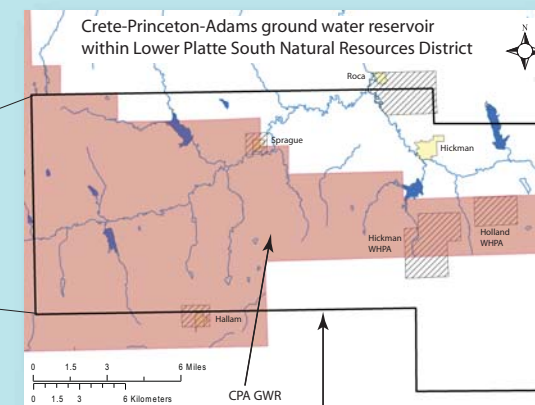 Crete-Princeton-Adams ground water reservoir
within Lower Platte South Natural Resources District
N
Roca
Sprague
Hickman
Hickman
WHPA
Holland
WHPA
Hallam
0 1.5 3 6 Miles
0 1.5 3 6 Kilometers
CPA GWR